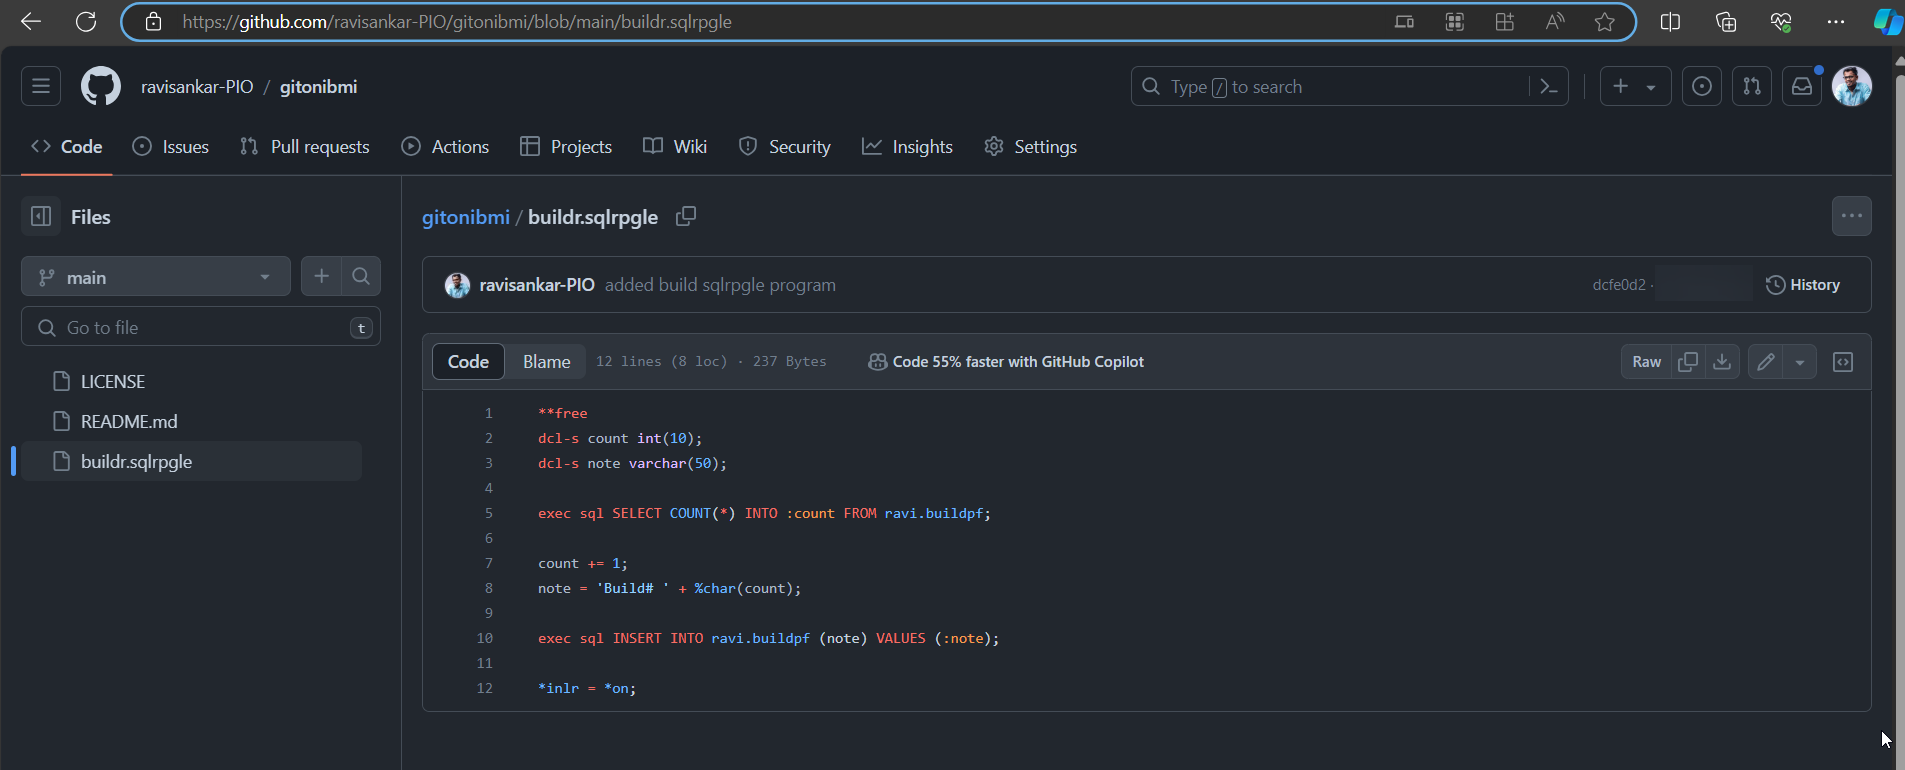 https://github.com/ravisankar-PIO/gitonibmi/blob/main/buildr.sqlrpgle
ravisankar-PIO / gitonibmi
Type / to search
Code Issues Pull requests Actions Projects Wiki Security Insights Settings
Files
gitonibmi / buildr.sqlrpgle
main
ravisankar-PIO added build sqlrpgle program
dcfe0d2 · History
Go to file t
Code Blame 12 lines (8 loc) · 237 Bytes Code 55% faster with GitHub Copilot Raw
LICENSE
README.md
buildr.sqlrpgle
1 **free
2 dcl-s count int(10);
3 dcl-s note varchar(50);
4
5 exec sql SELECT COUNT(*) INTO :count FROM ravi.buildpf;
6
7 count += 1;
8 note = 'Build# ' + %char(count);
9
10 exec sql INSERT INTO ravi.buildpf (note) VALUES (:note);
11
12 *inlr = *on;